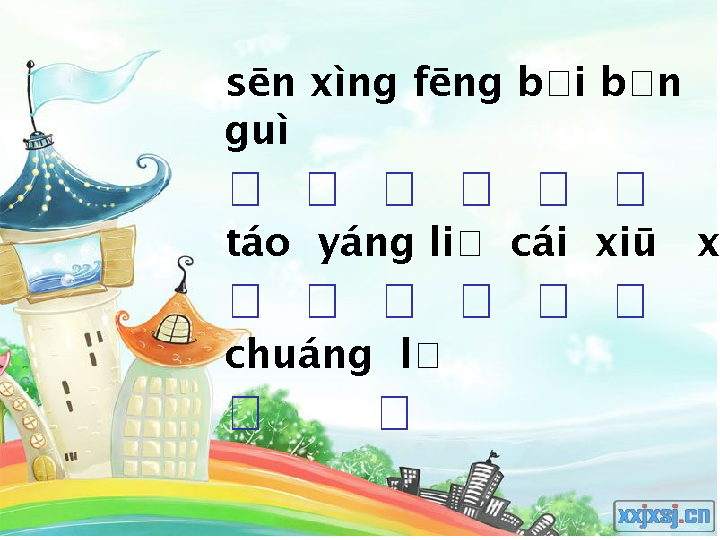 sēn xìng fēng b□i b□n
guì
□ □ □ □ □ □
táo yáng li□ cái xiū x
□ □ □ □ □ □
chuáng l□
□ □
xxjxsj.cn